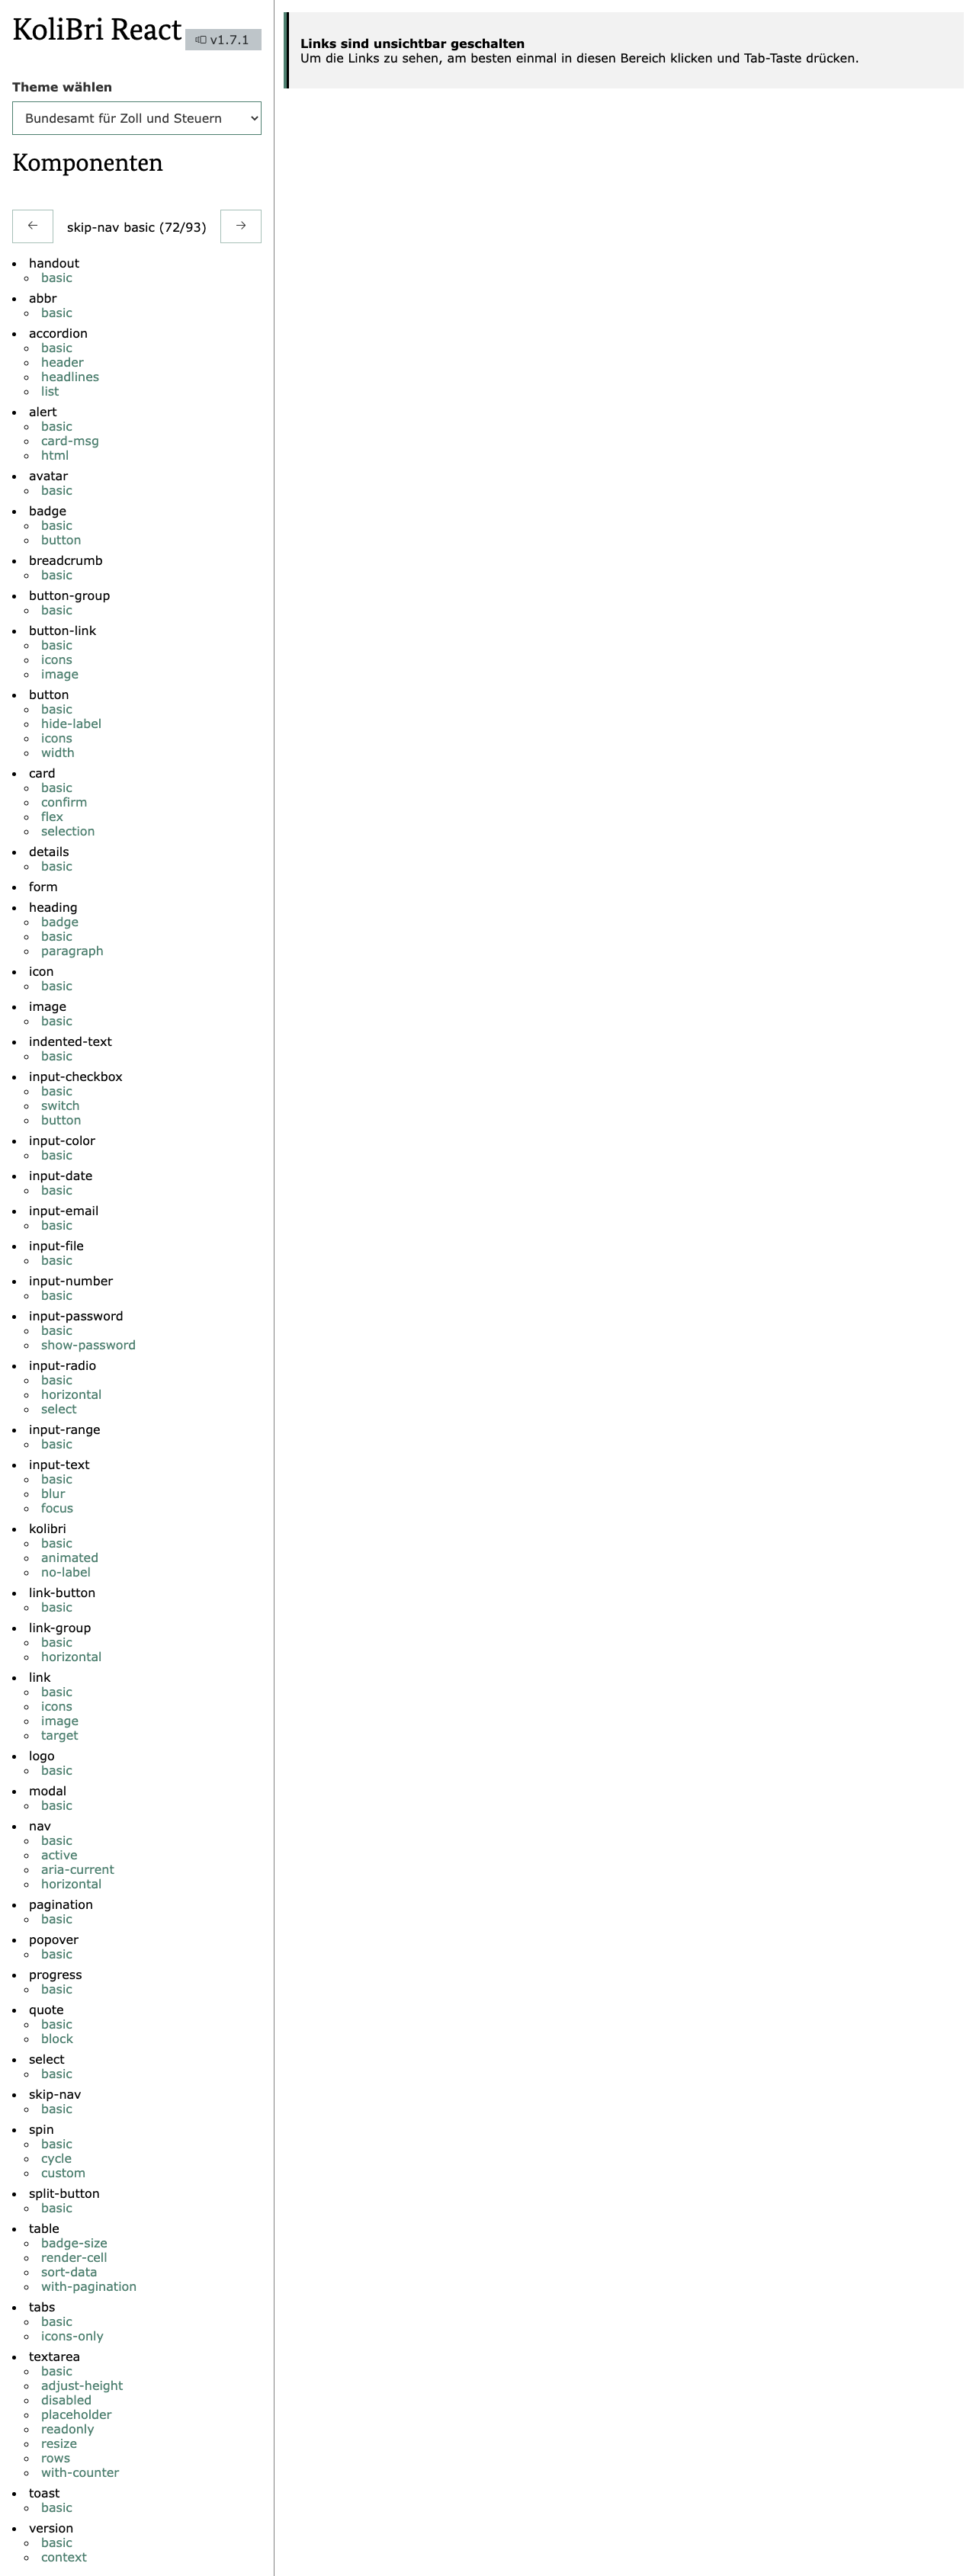 KoliBri React v1.7.1
Theme wählen
Bundesamt für Zoll und Steuern
Komponenten
← skip-nav basic (72/93) →
handout
basic
abbr
basic
accordion
basic
header
headlines
list
alert
basic
card-msg
html
avatar
basic
badge
basic
button
breadcrumb
basic
button-group
basic
button-link
basic
icons
image
button
basic
hide-label
icons
width
card
basic
confirm
flex
selection
details
basic
form
heading
badge
basic
paragraph
icon
basic
image
basic
indented-text
basic
input-checkbox
basic
switch
button
input-color
basic
input-date
basic
input-email
basic
input-file
basic
input-number
basic
input-password
basic
show-password
input-radio
basic
horizontal
select
input-range
basic
input-text
basic
blur
focus
kolibri
basic
animated
no-label
link-button
basic
link-group
basic
horizontal
link
basic
icons
image
target
logo
basic
modal
basic
nav
basic
active
aria-current
horizontal
pagination
basic
popover
basic
progress
basic
quote
basic
block
select
basic
skip-nav
basic
spin
basic
cycle
custom
split-button
basic
table
badge-size
render-cell
sort-data
with-pagination
tabs
basic
icons-only
textarea
basic
adjust-height
disabled
placeholder
readonly
resize
rows
with-counter
toast
basic
version
basic
context
Links sind unsichtbar geschalten
Um die Links zu sehen, am besten einmal in diesen Bereich klicken und Tab-Taste drücken.